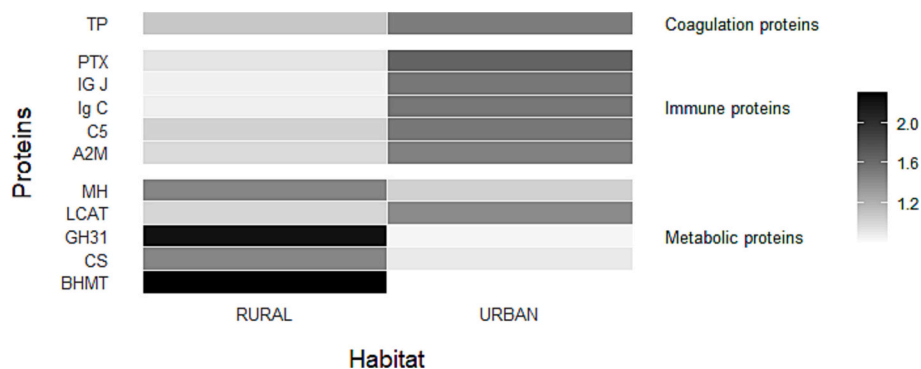 TP
Coagulation proteins
PTX
IG J
Ig C
C5
A2M
Immune proteins
MH
LCAT
GH31
CS
BHMT
Metabolic proteins
Proteins
RURAL
URBAN
Habitat
2.0
1.6
1.2